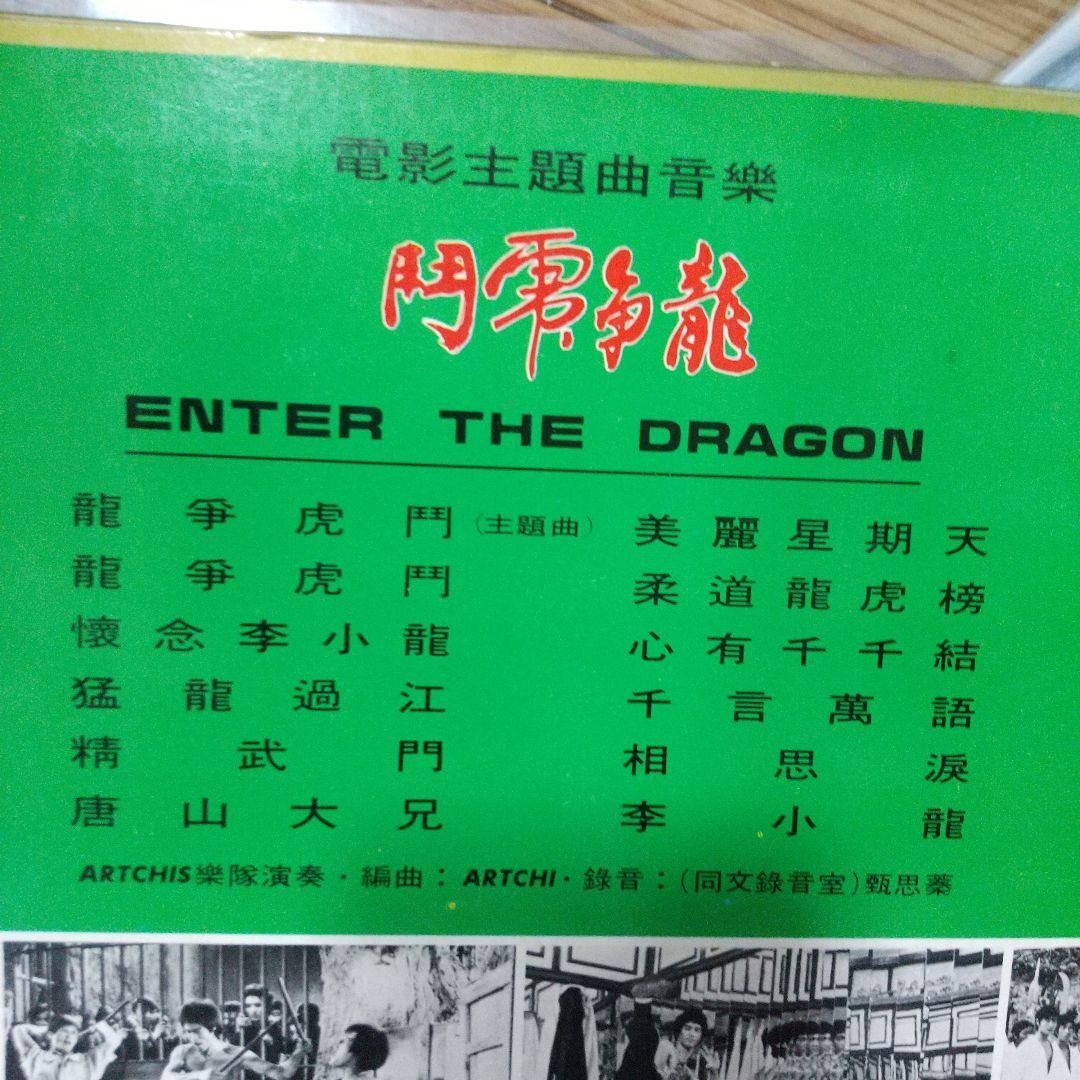 電影主題曲音樂
龍爭虎鬥
ENTER THE DRAGON
龍爭虎鬥(主題曲)
龍爭虎鬥
懷念李小龍
猛龍過江
精武門
唐山大兄
美麗星期天
柔道龍虎榜
心有千千結
千言萬語
相思淚
李小龍
ARTCHIS樂隊演奏・編曲：ARTCHI・錄音：(同文錄音室)甄思藥